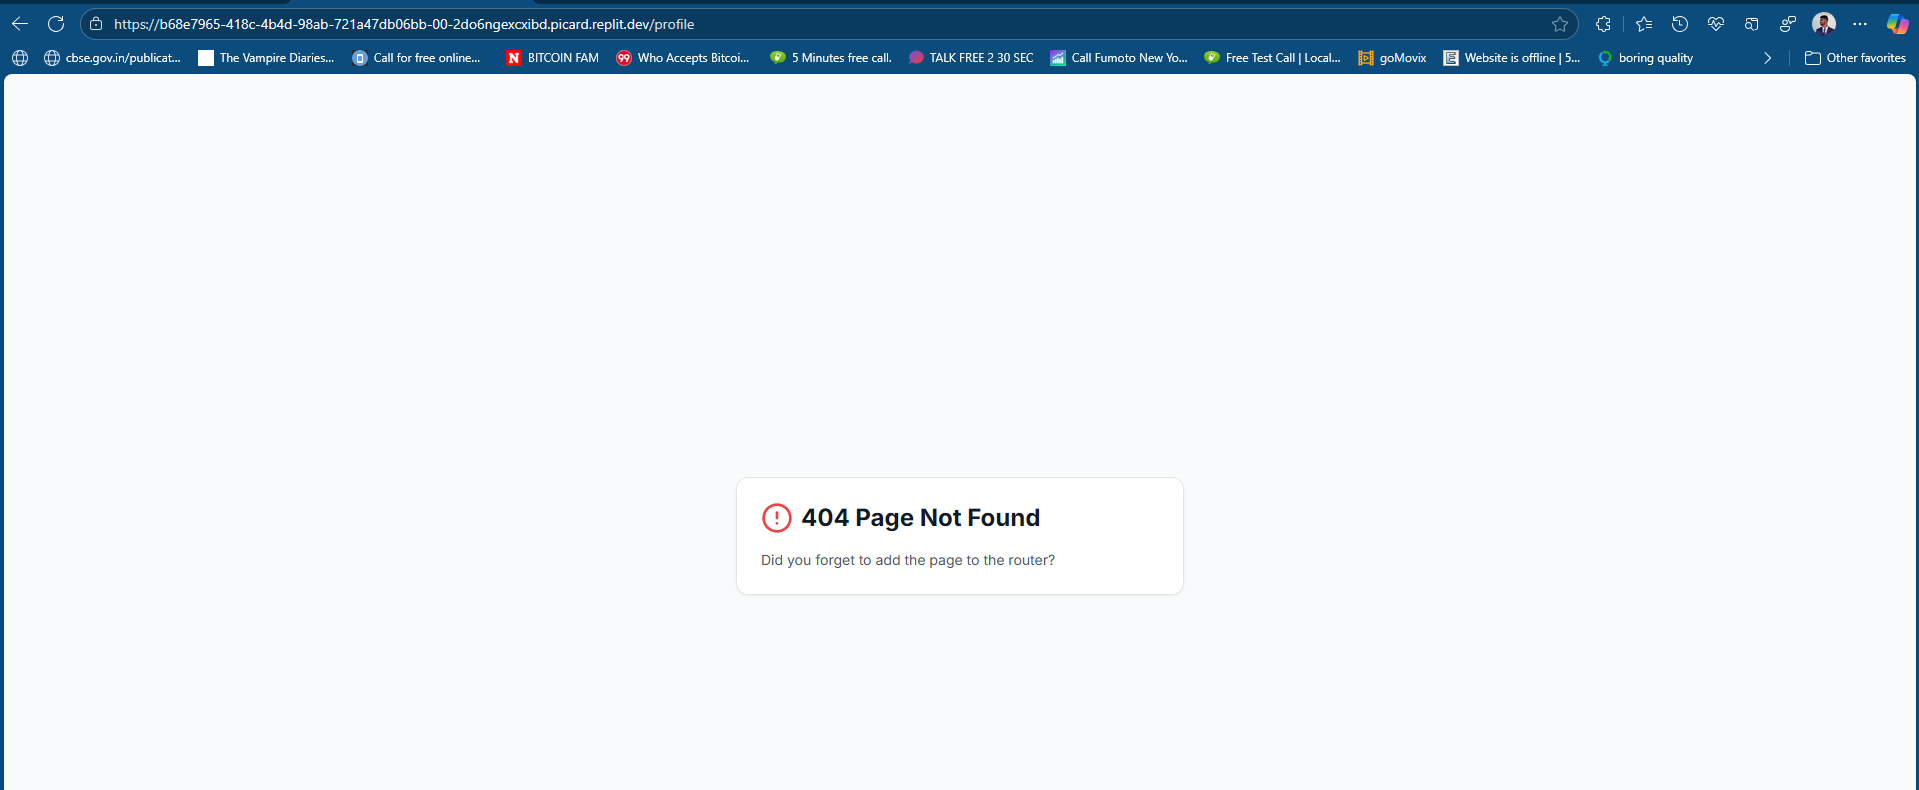 https://b68e7965-418c-4b4d-98ab-721a47db06bb-00-2do6ngexcxibd.picard.replit.dev/profile
cbse.gov.in/publicat... The Vampire Diaries... Call for free online... N BITCOIN FAM 99 Who Accepts Bitcoi... 5 Minutes free call. TALK FREE 2 30 SEC Call Fumoto New Yo... Free Test Call | Local... goMovix Website is offline | 5... boring quality Other favorites
404 Page Not Found
Did you forget to add the page to the router?